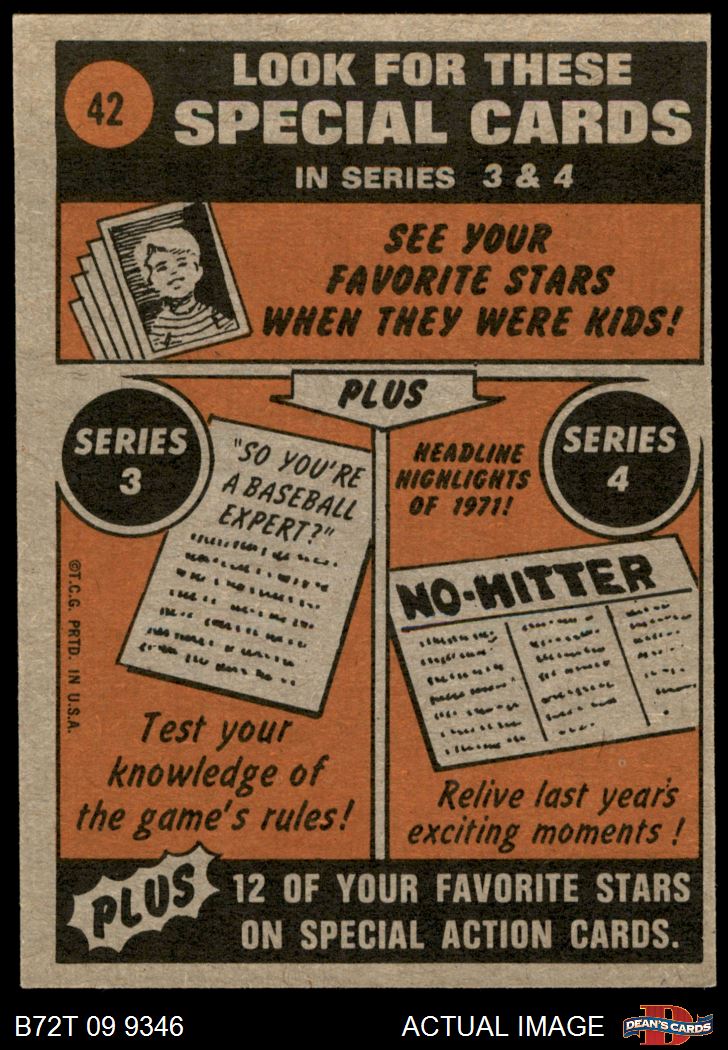 42
LOOK FOR THESE
SPECIAL CARDS
IN SERIES 3 & 4
SEE YOUR
FAVORITE STARS
WHEN THEY WERE KIDS!
PLUS
SERIES
3
"SO YOU'RE
A BASEBALL
EXPERT?"
Test your
knowledge of
the game's rules!
HEADLINE
HIGHLIGHTS
OF 1971!
SERIES
4
NO-HITTER
Relive last year's
exciting moments!
©T.C.G. PRTD. IN U.S.A.
PLUS
12 OF YOUR FAVORITE STARS
ON SPECIAL ACTION CARDS.
B72T 09 9346
ACTUAL IMAGE
D
DEAN'S CARDS